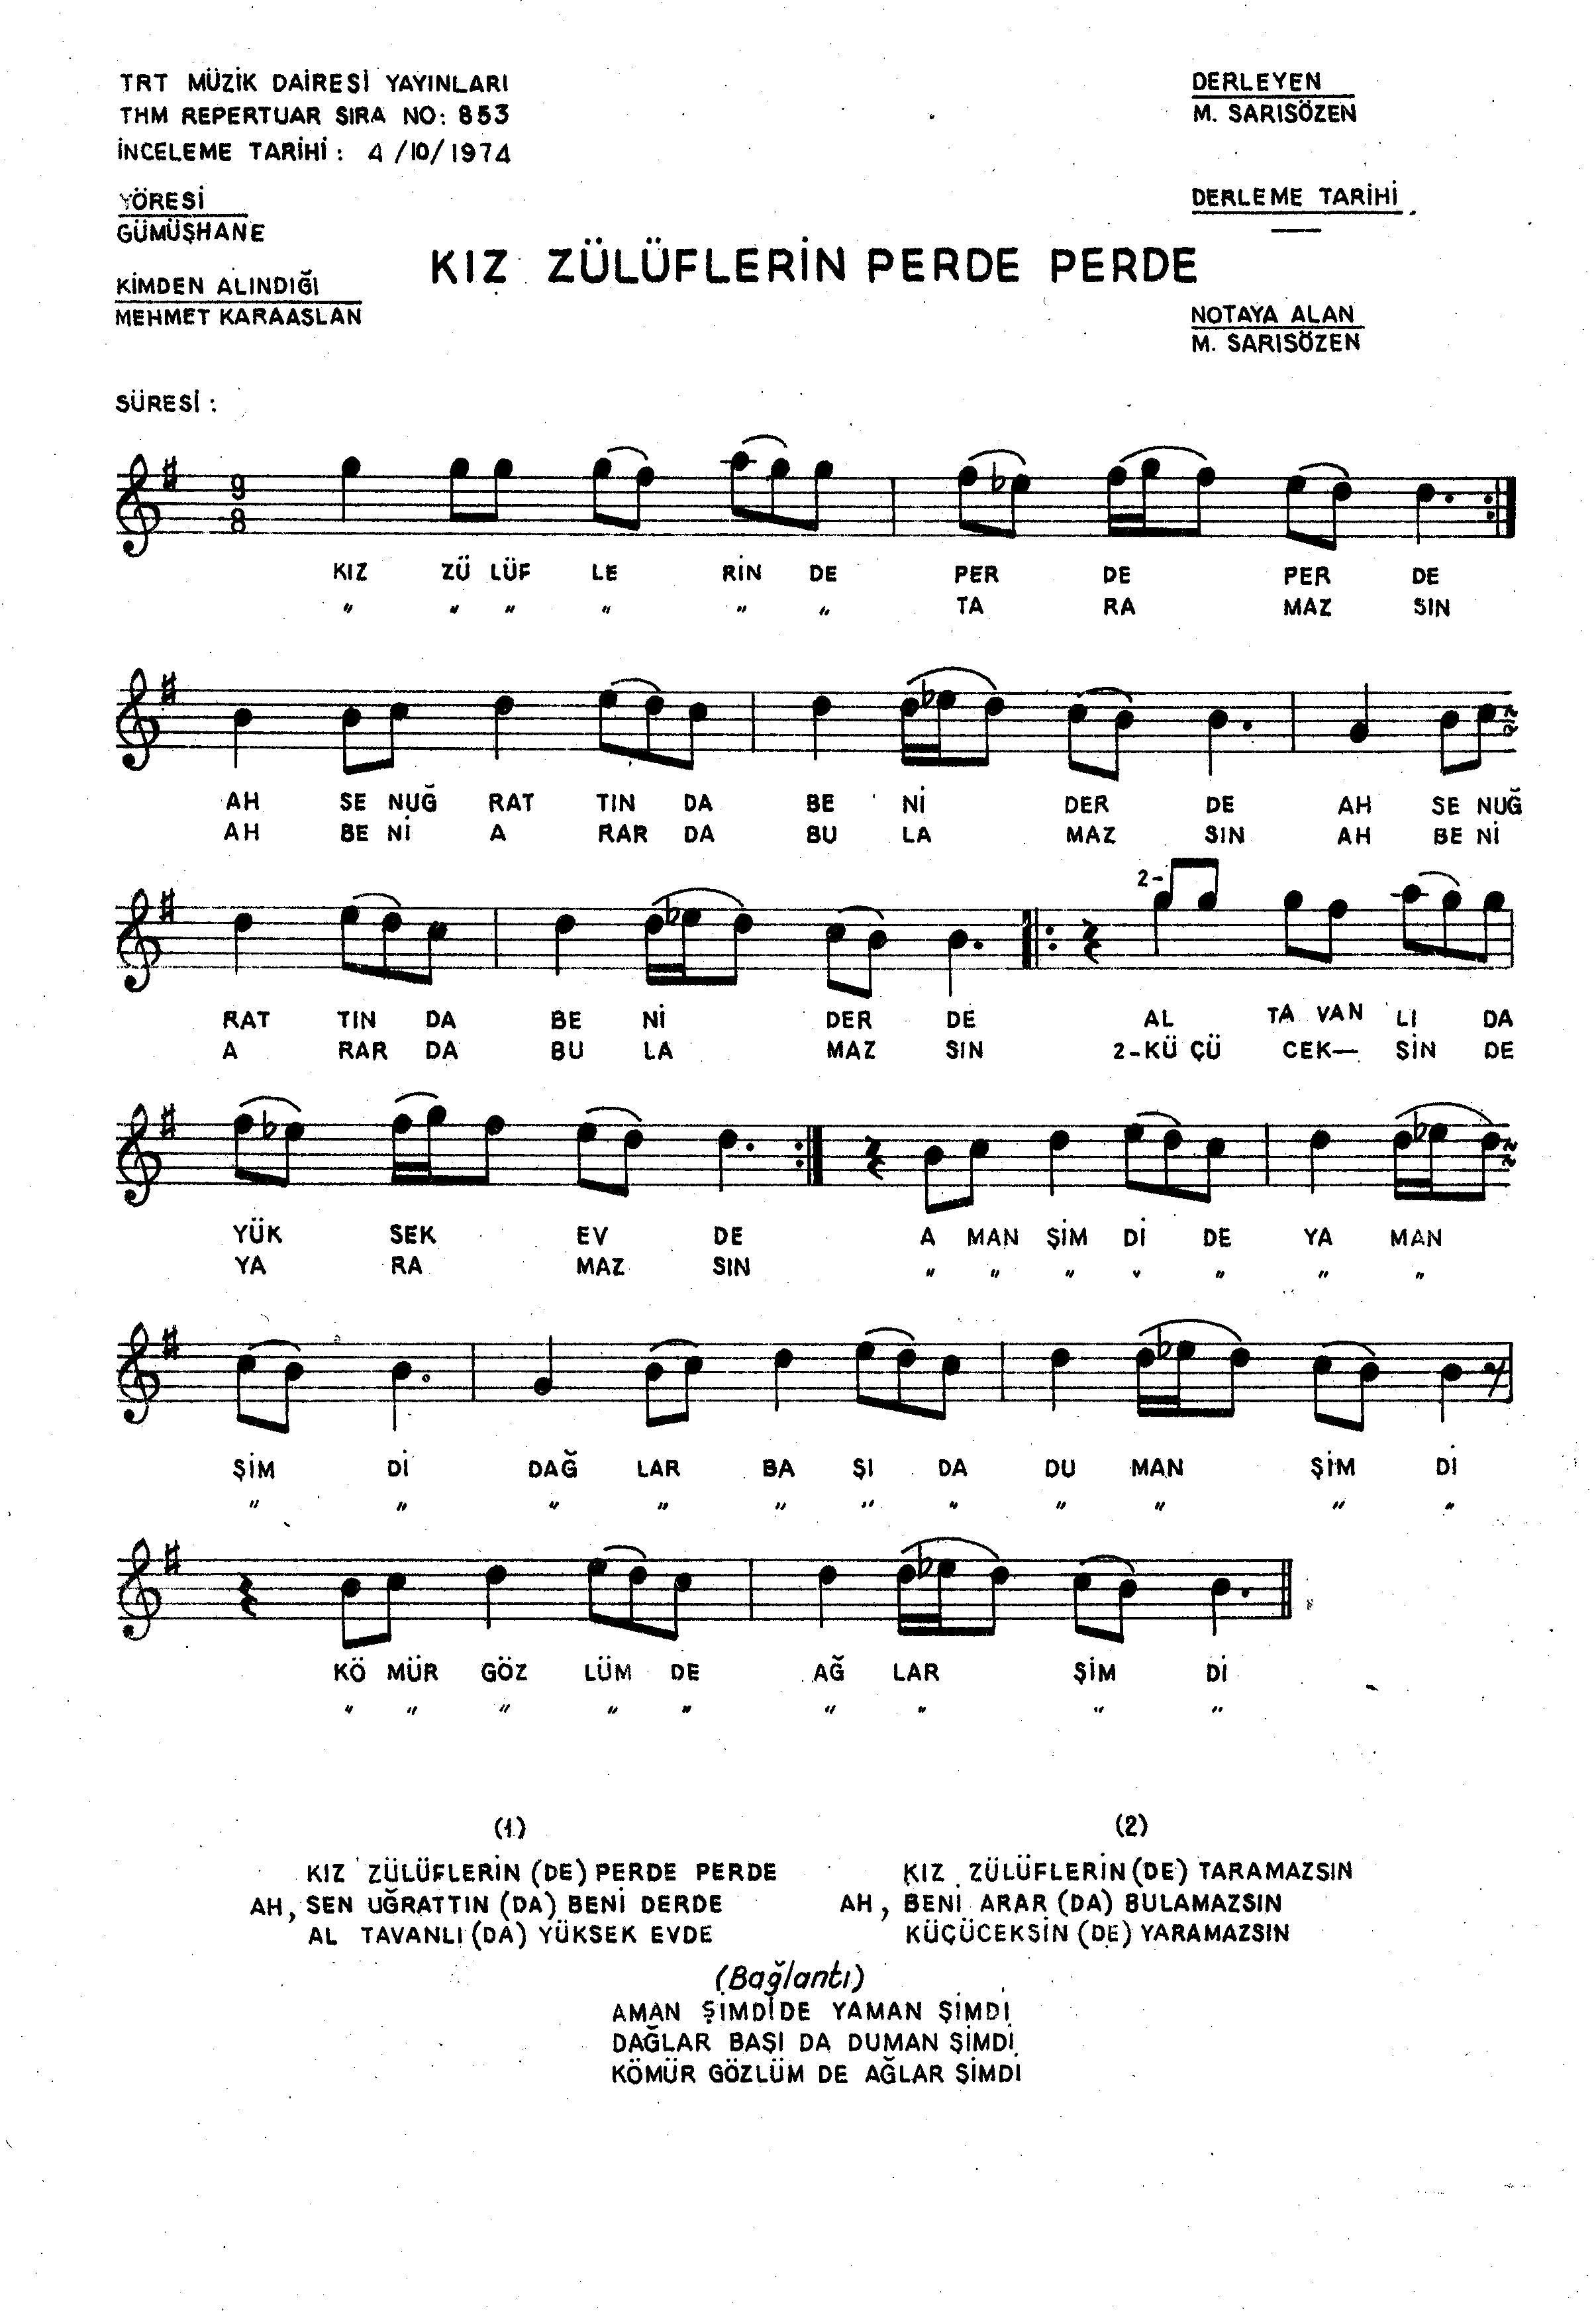 TRT MÜZİK DAİRESİ YAYINLARI
THM REPERTUAR SIRA NO: 853
İNCELEME TARİHİ: 4/10/1974
DERLEYEN
M. SARISÖZEN
YÖRESİ
GÜMÜŞHANE
DERLEME TARİHİ
KIZ ZÜLÜFLERİN PERDE PERDE
KİMDEN ALINDIĞI
MEHMET KARAASLAN
NOTAYA ALAN
M. SARISÖZEN
SÜRESİ:
9
8
KIZ ZÜ LÜF LE RİN DE PER DE PER DE
" " " " " " TA RA MAZ SIN
AH SE NUĞ RAT TIN DA BE Nİ DER DE AH SE NUĞ
AH BE Nİ A RAR DA BU LA MAZ SIN AH BE Nİ
2-
RAT TIN DA BE Nİ DER DE AL TA VAN LI DA
A RAR DA BU LA MAZ SIN 2-KÜ ÇÜ CEK— SİN DE
YÜK SEK EV DE A MAN ŞİM Dİ DE YA MAN
YA RA MAZ SIN " " " " " " "
ŞİM Dİ DAĞ LAR BA ŞI DA DU MAN ŞİM Dİ
" " " " " " " " " " "
KÖ MÜR GÖZ LÜM DE AĞ LAR ŞİM Dİ
" " " " " " " " "
(1)
KIZ ZÜLÜFLERİN (DE) PERDE PERDE
AH, SEN UĞRATTIN (DA) BENİ DERDE
AL TAVANLI (DA) YÜKSEK EVDE
(2)
KIZ ZÜLÜFLERİN (DE) TARAMAZSIN
AH, BENİ ARAR (DA) BULAMAZSIN
KÜÇÜCEKSİN (DE) YARAMAZSIN
(Bağlantı)
AMAN ŞİMDİDE YAMAN ŞİMDİ
DAĞLAR BAŞI DA DUMAN ŞİMDİ
KÖMÜR GÖZLÜM DE AĞLAR ŞİMDİ